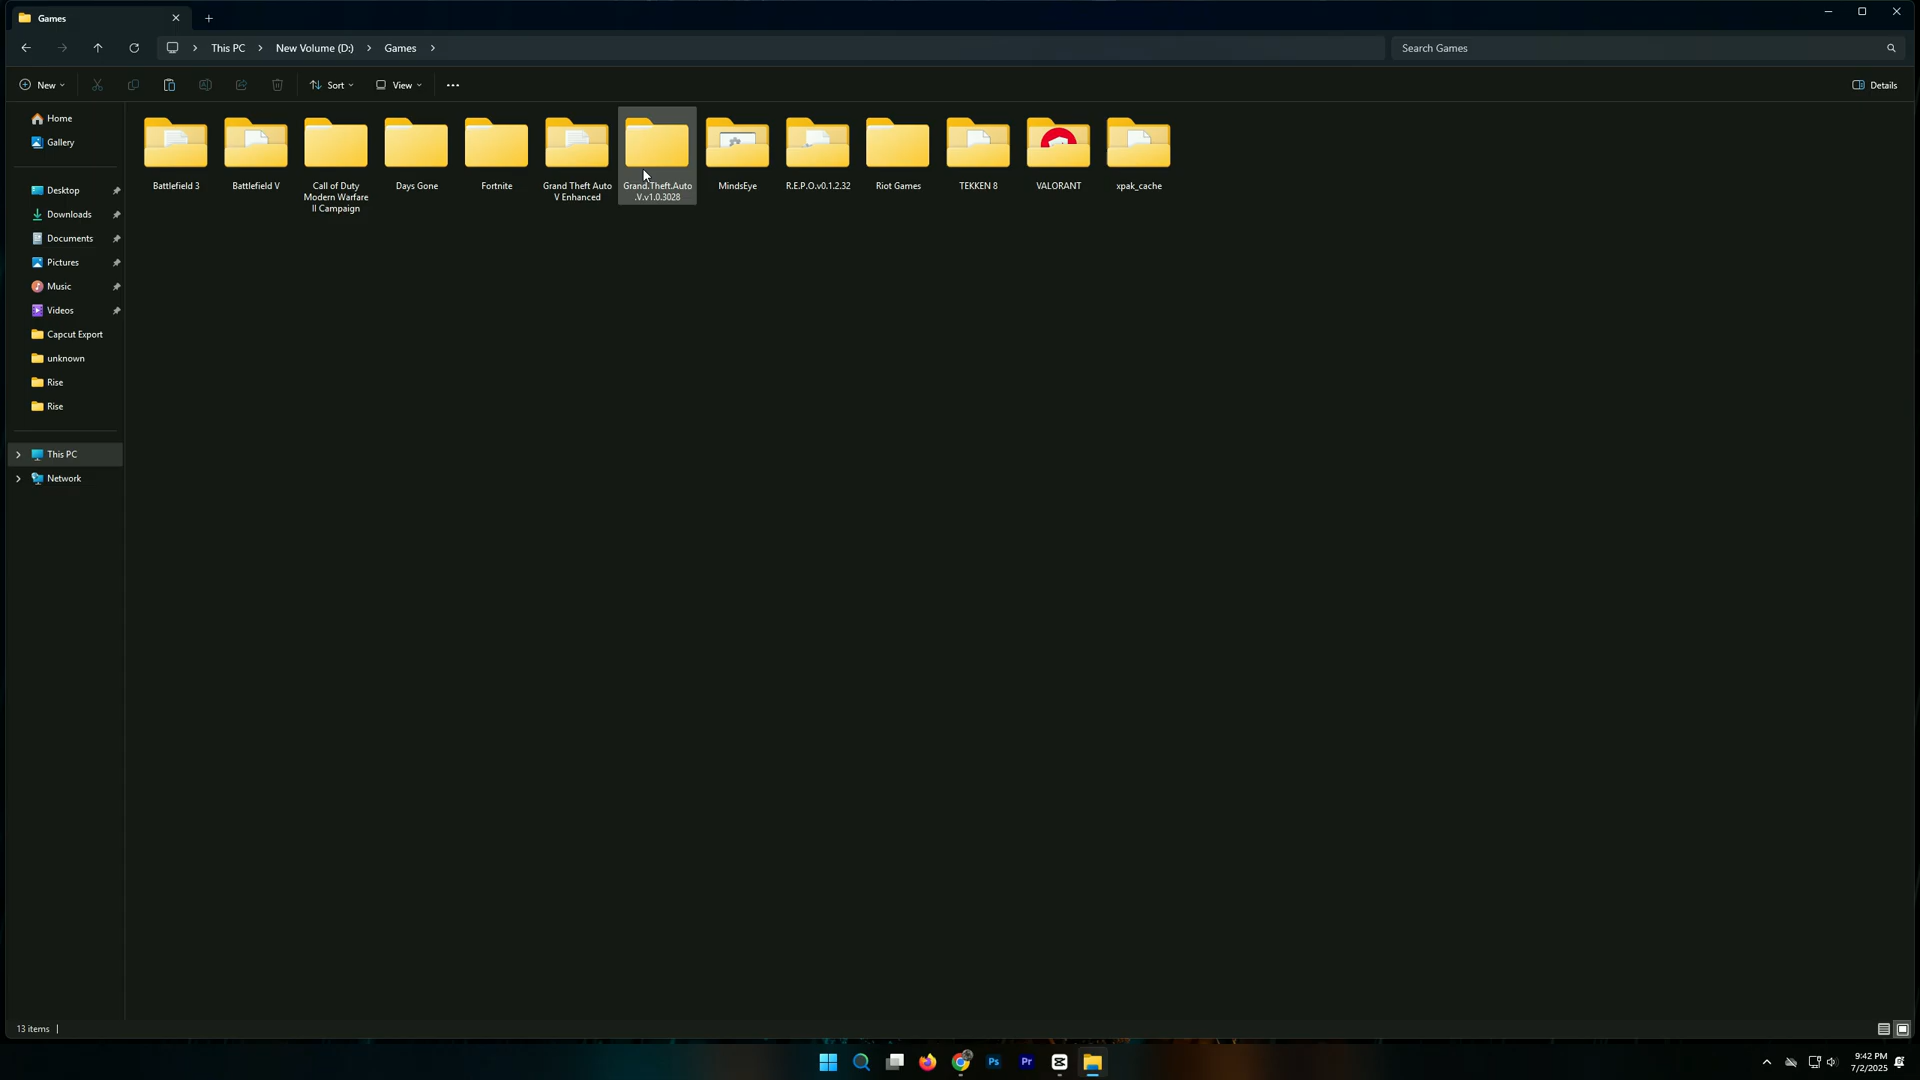 Games
This PC
New Volume (D:)
Games
Search Games
New
Sort
View
Details
Home
Gallery
Desktop
Downloads
Documents
Pictures
Music
Videos
Capcut Export
unknown
Rise
Rise
This PC
Network
Battlefield 3
Battlefield V
Call of Duty
Modern Warfare
II Campaign
Days Gone
Fortnite
Grand Theft Auto
V Enhanced
Grand.Theft.Auto
.V.v1.0.3028
MindsEye
R.E.P.O.v0.1.2.32
Riot Games
TEKKEN 8
VALORANT
xpak_cache
13 items
Ps
Pr
9:42 PM
7/2/2025